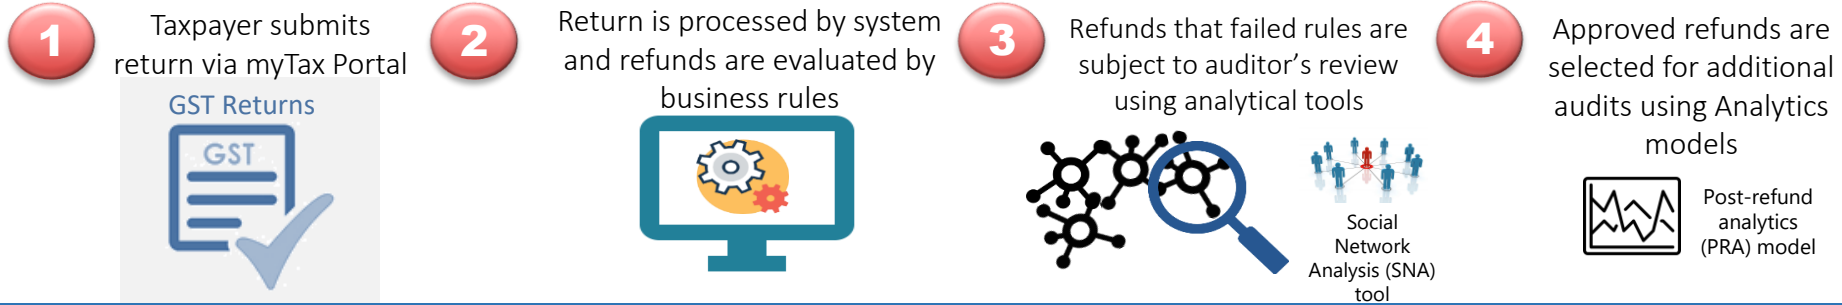 1
Taxpayer submits
return via myTax Portal
GST Returns
GST
2
Return is processed by system
and refunds are evaluated by
business rules
3
Refunds that failed rules are
subject to auditor’s review
using analytical tools
Social
Network
Analysis (SNA)
tool
4
Approved refunds are
selected for additional
audits using Analytics
models
Post-refund
analytics
(PRA) model